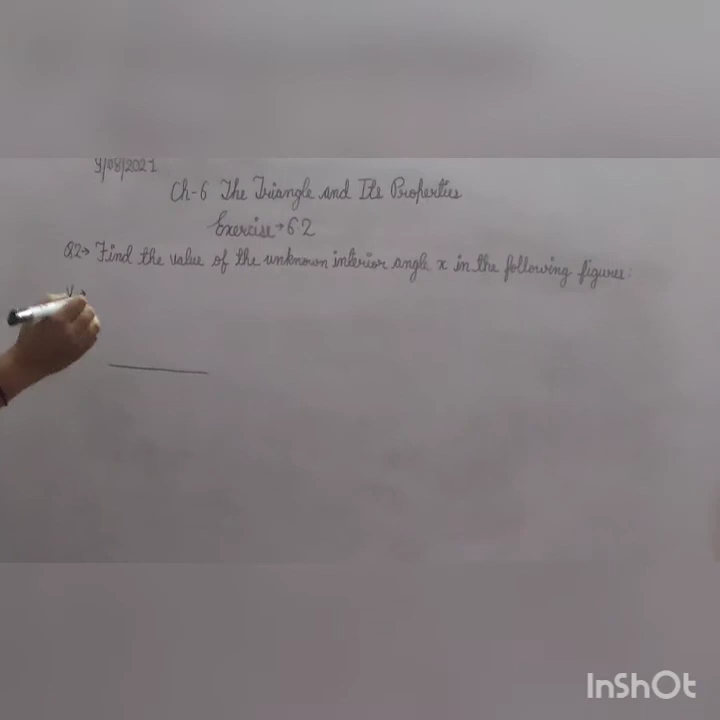 9/08/2021
Ch-6 The Triangle and Its Properties
Exercise→6.2
Q2→ Find the value of the unknown interior angle x in the following figures:
InShOt